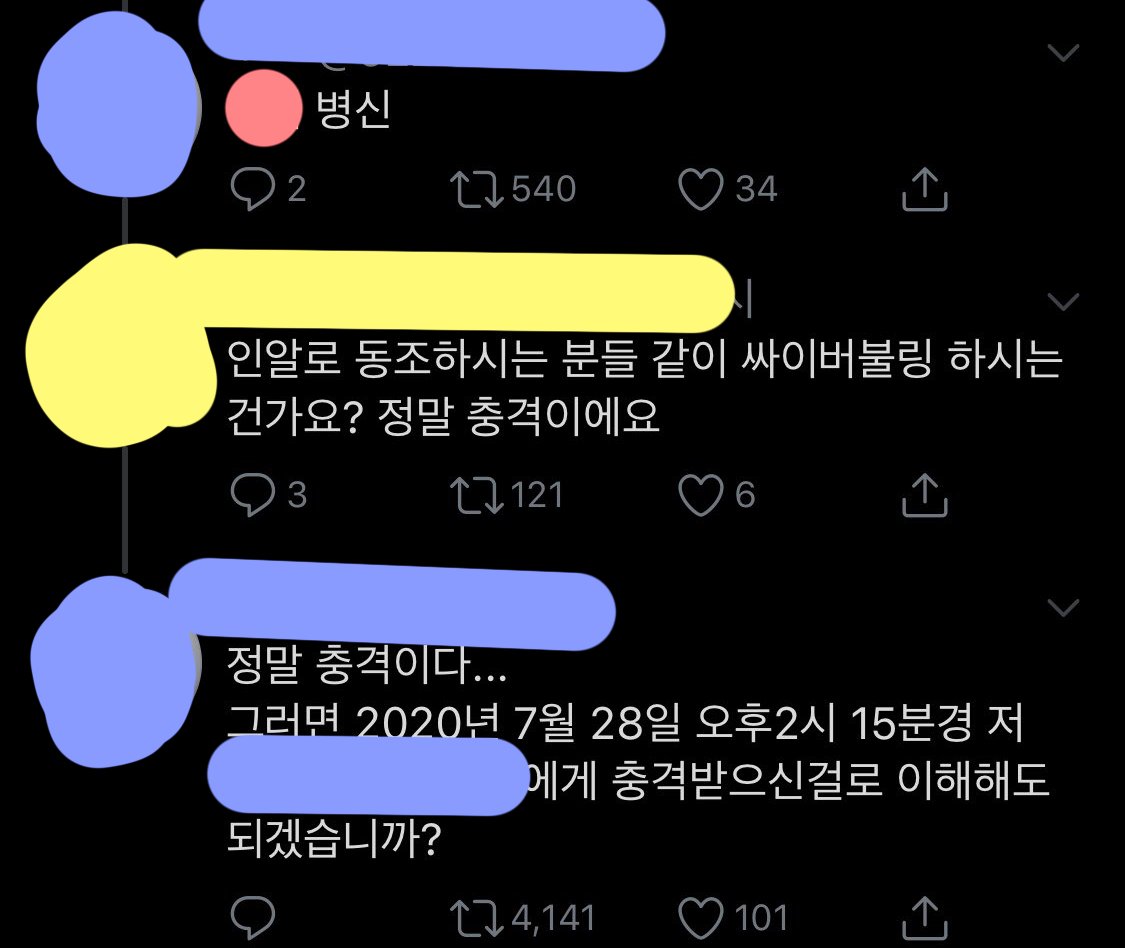 병신
2 540 34
인알로 동조하시는 분들 같이 싸이버불링 하시는
건가요? 정말 충격이에요
3 121 6
정말 충격이다...
그러면 2020년 7월 28일 오후2시 15분경 저
에게 충격받으신걸로 이해해도
되겠습니까?
4,141 101